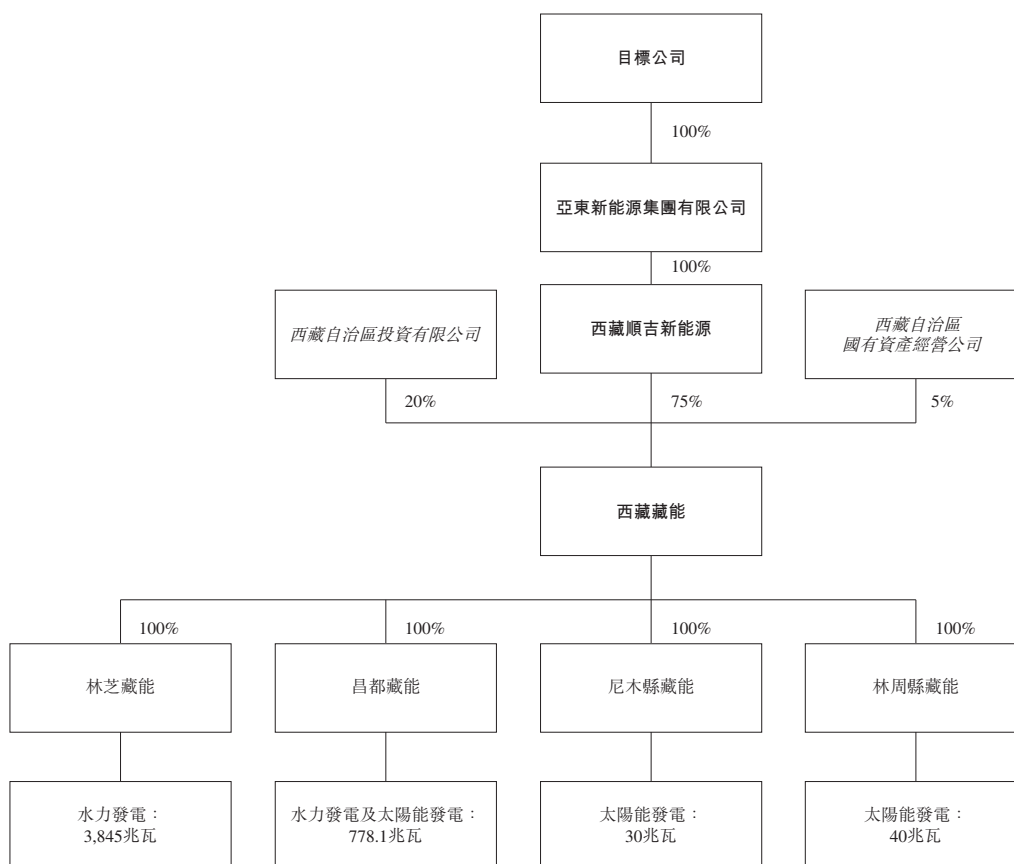 目標公司
100%
亞東新能源集團有限公司
100%
西藏自治區投資有限公司
西藏順吉新能源
西藏自治區
國有資產經營公司
20%
75%
5%
西藏藏能
100%
100%
100%
100%
林芝藏能
昌都藏能
尼木縣藏能
林周縣藏能
水力發電：
3,845兆瓦
水力發電及太陽能發電：
778.1兆瓦
太陽能發電：
30兆瓦
太陽能發電：
40兆瓦